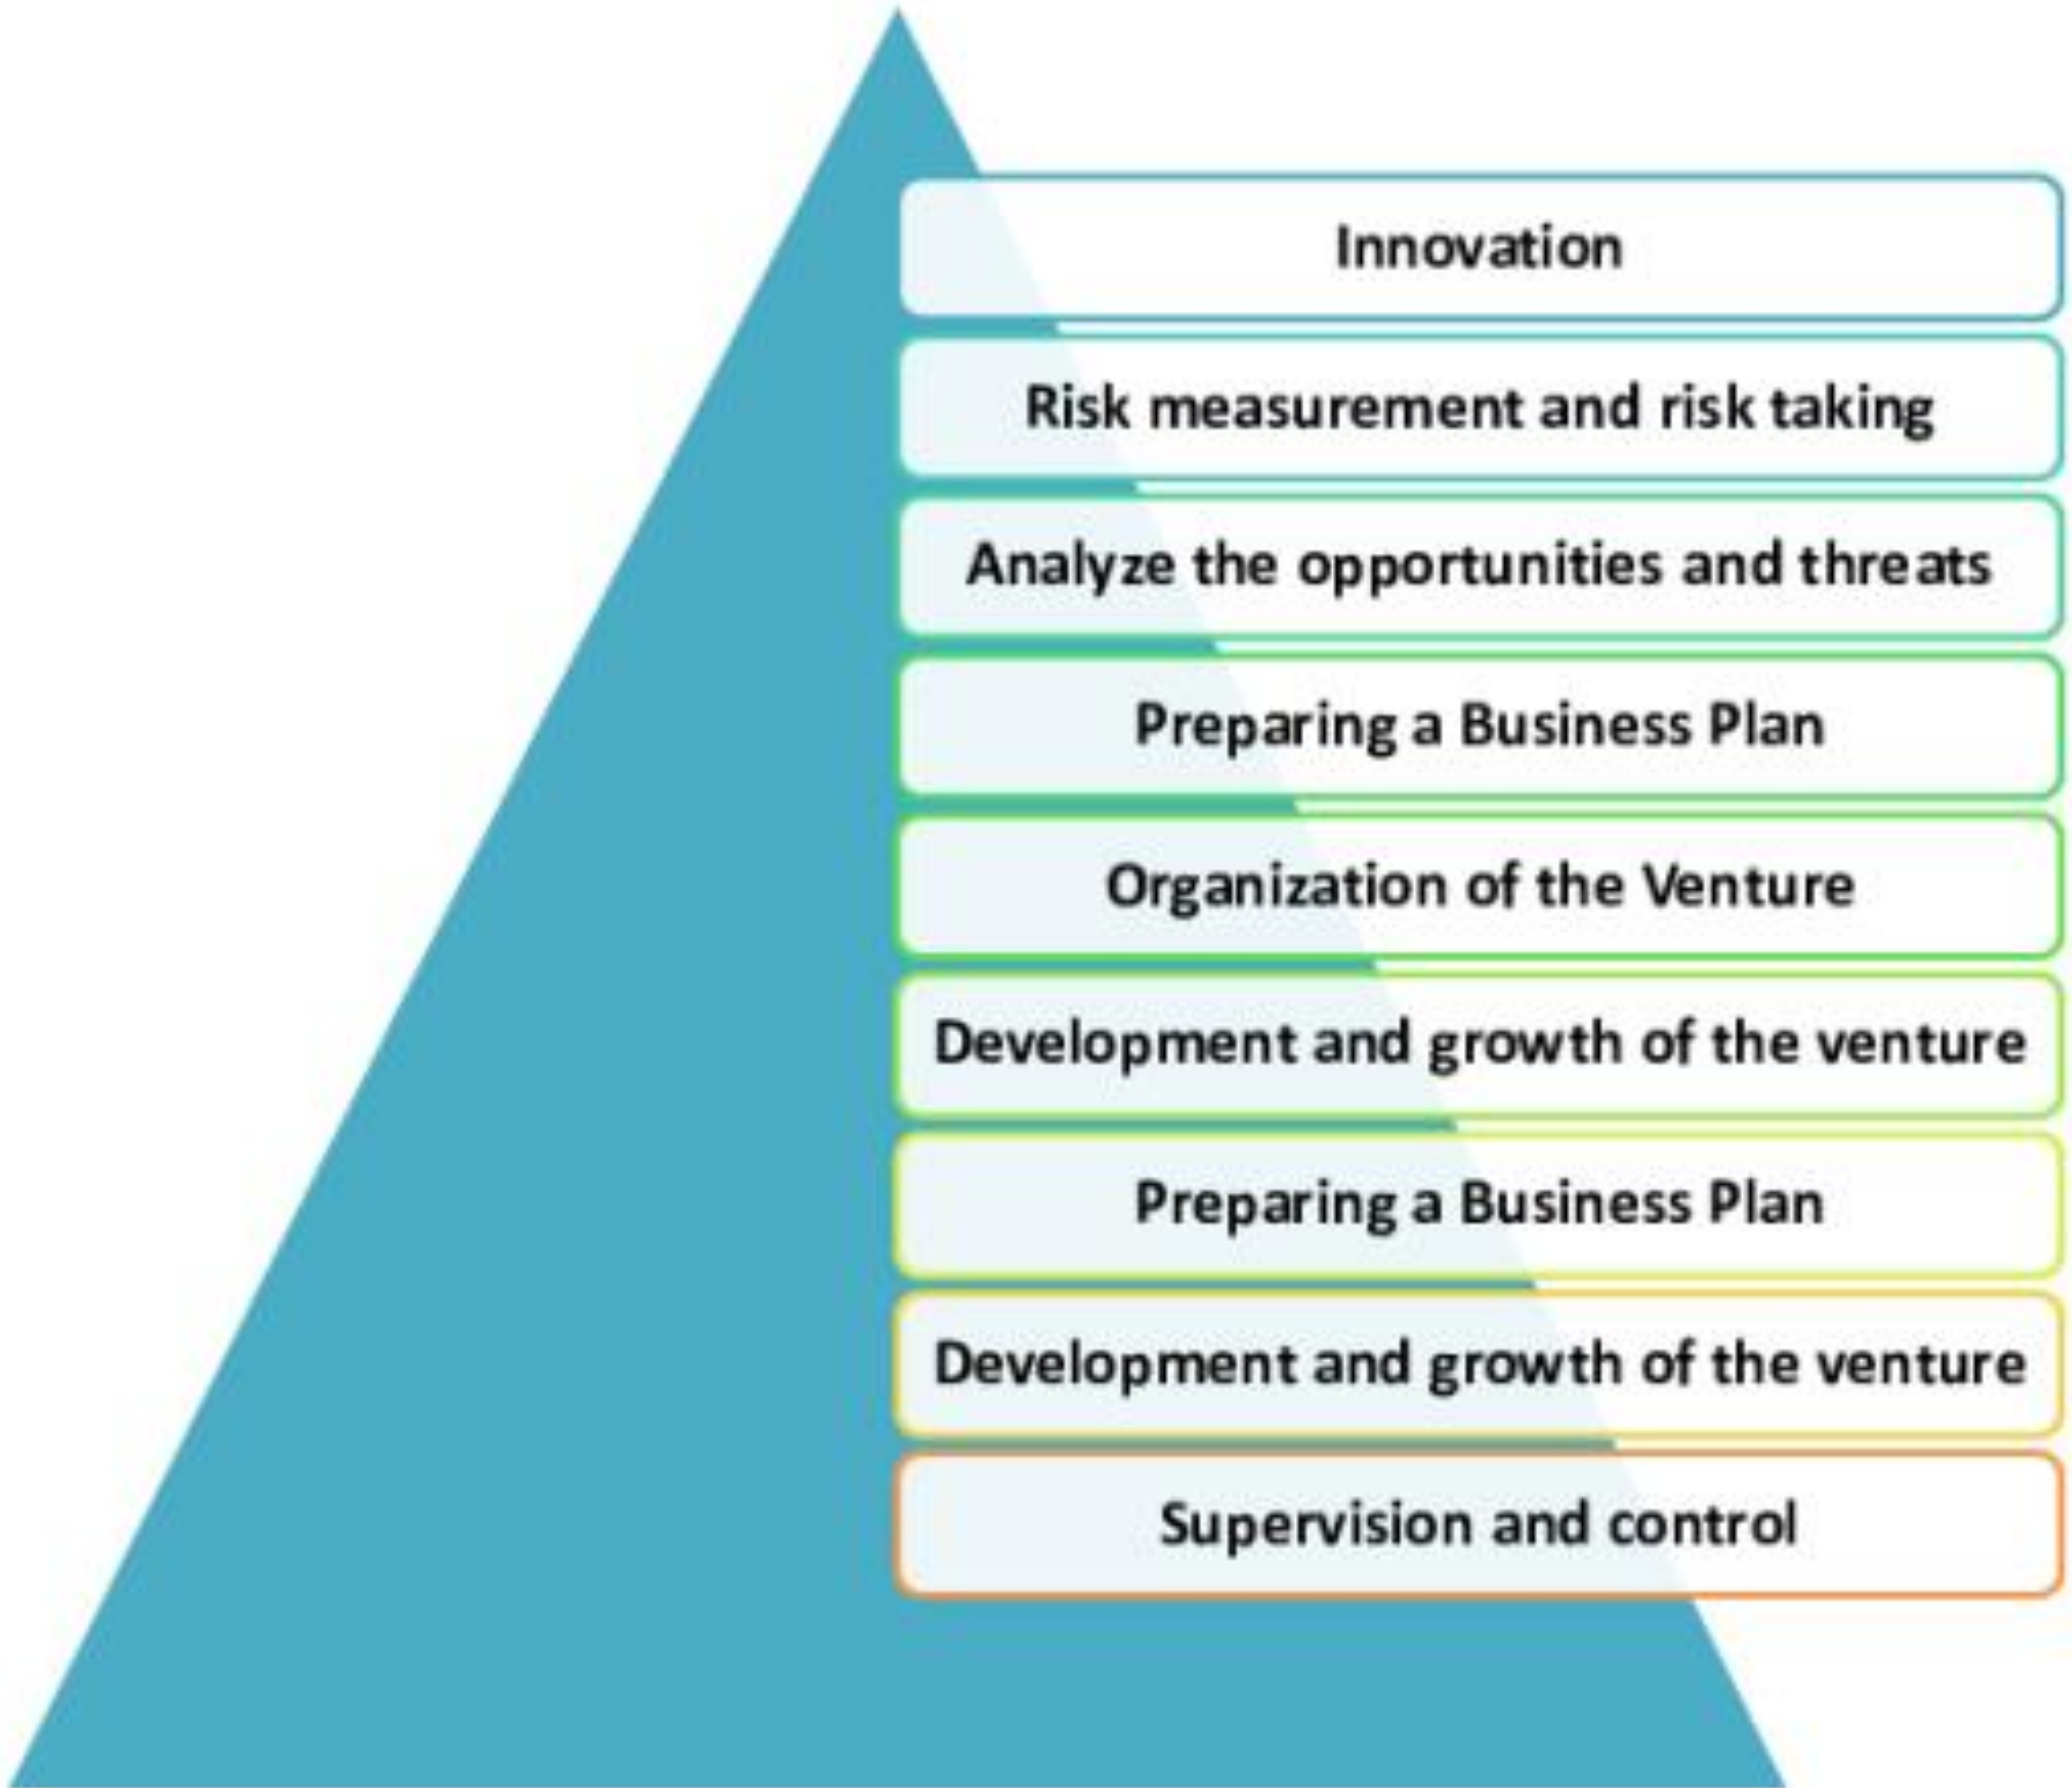 Innovation
Risk measurement and risk taking
Analyze the opportunities and threats
Preparing a Business Plan
Organization of the Venture
Development and growth of the venture
Preparing a Business Plan
Development and growth of the venture
Supervision and control